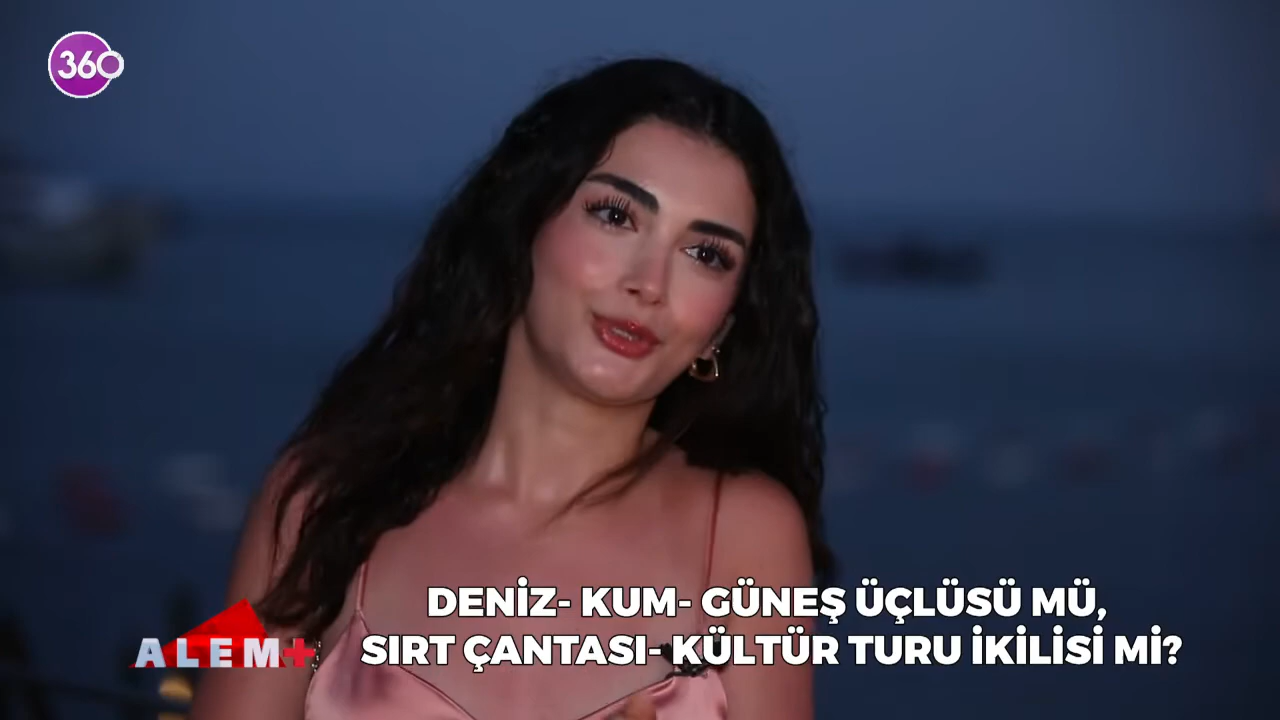 360
DENİZ- KUM- GÜNEŞ ÜÇLÜSÜ MÜ,
SIRT ÇANTASI- KÜLTÜR TURU İKİLİSİ Mİ?
ALEM+